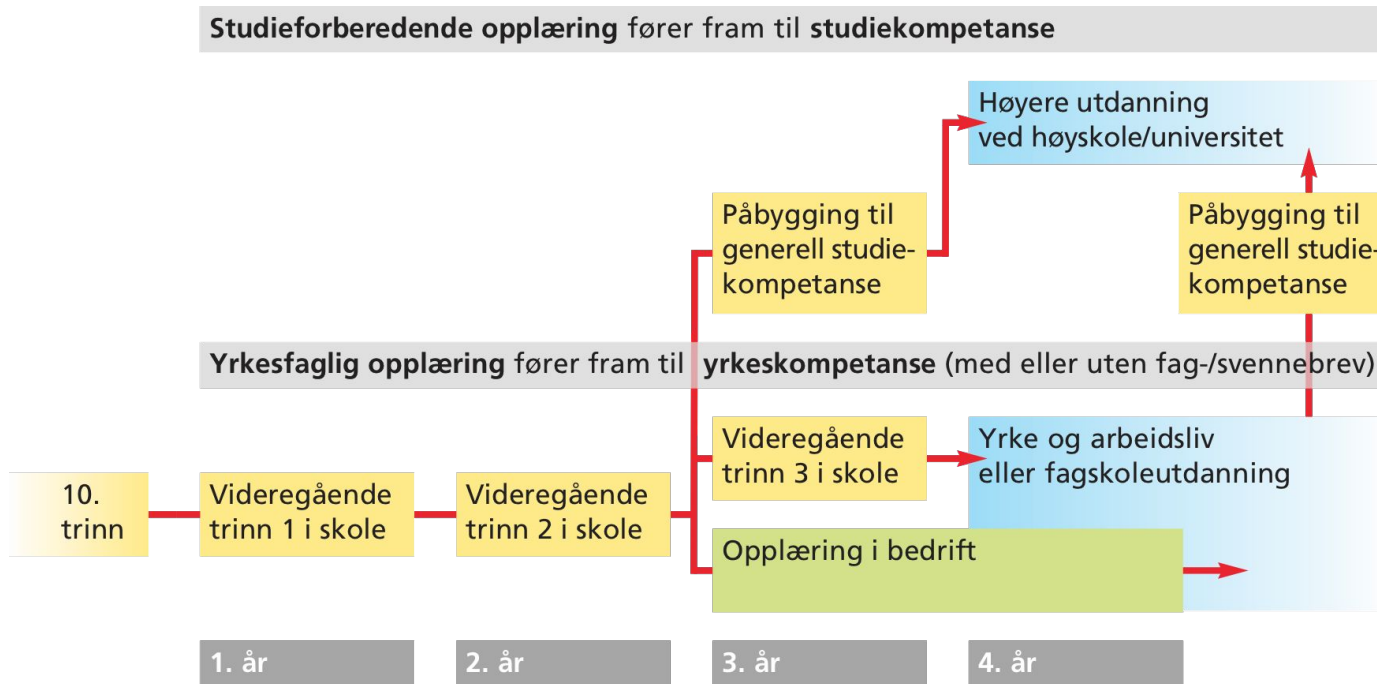 Studieforberedende opplæring fører fram til studiekompetanse
Høyere utdanning
ved høyskole/universitet
Påbygging til
generell studie-
kompetanse
Påbygging til
generell studie-
kompetanse
Yrkesfaglig opplæring fører fram til yrkeskompetanse (med eller uten fag-/svennebrev)
10.
trinn
Videregående
trinn 1 i skole
Videregående
trinn 2 i skole
Videregående
trinn 3 i skole
Yrke og arbeidsliv
eller fagskoleutdanning
Opplæring i bedrift
1. år
2. år
3. år
4. år